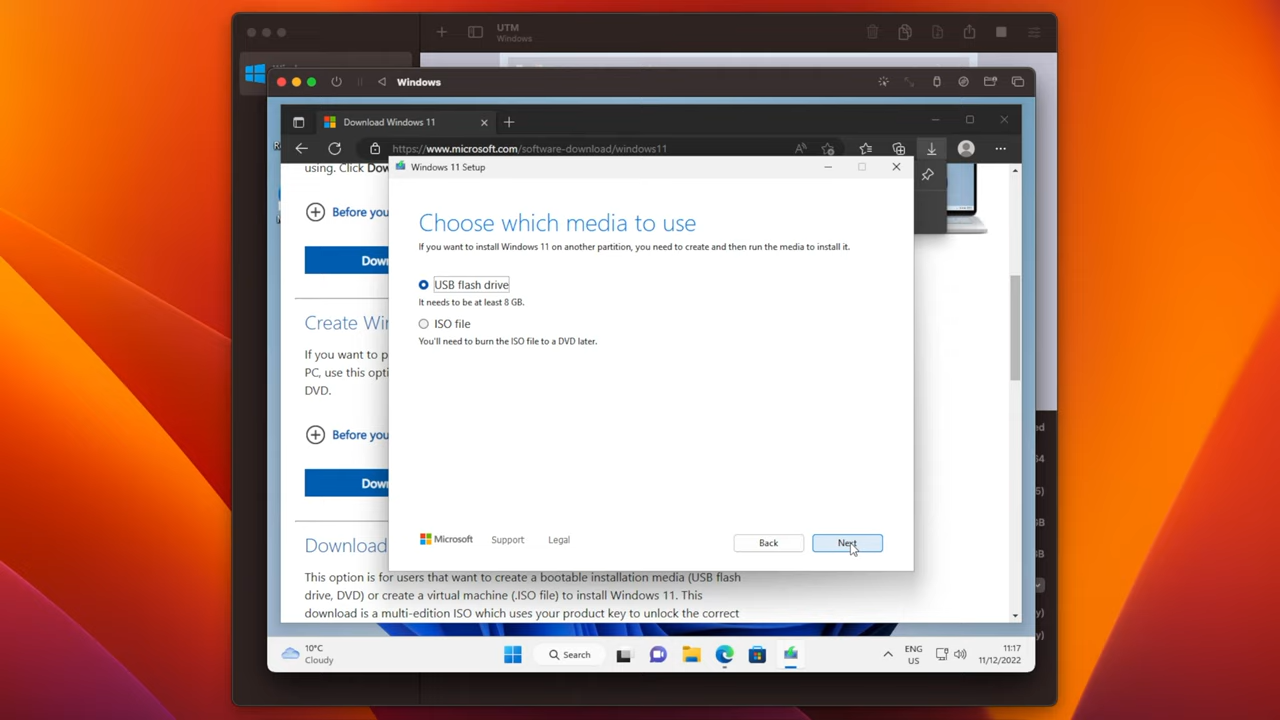 UTM
Windows
Windows
Download Windows 11
https://www.microsoft.com/software-download/windows11
using. Click Dow
Windows 11 Setup
Before you
Choose which media to use
If you want to install Windows 11 on another partition, you need to create and then run the media to install it.
Down
USB flash drive
It needs to be at least 8 GB.
Create Wi
ISO file
You'll need to burn the ISO file to a DVD later.
If you want to p
PC, use this opti
DVD.
Before you
Down
Microsoft
Support
Legal
Back
Next
Download
This option is for users that want to create a bootable installation media (USB flash
drive, DVD) or create a virtual machine (.ISO file) to install Windows 11. This
download is a multi-edition ISO which uses your product key to unlock the correct
10°C
Cloudy
Search
ENG
US
11:17
11/12/2022